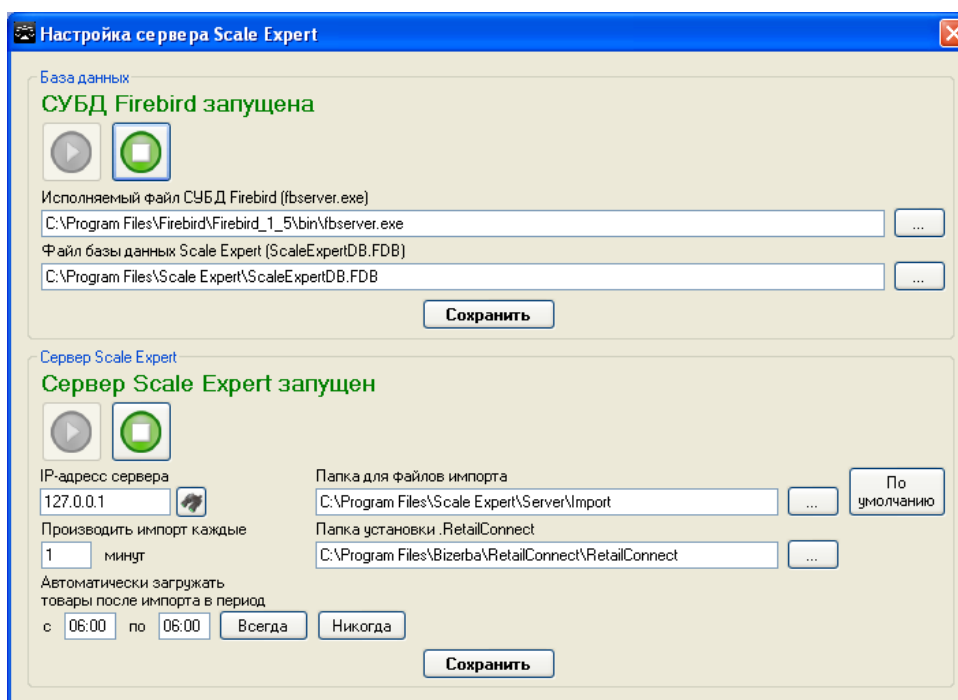 Настройка сервера Scale Expert
База данных
СУБД Firebird запущена
Исполняемый файл СУБД Firebird (fbserver.exe)
C:\Program Files\Firebird\Firebird_1_5\bin\fbserver.exe
...
Файл базы данных Scale Expert (ScaleExpertDB.FDB)
C:\Program Files\Scale Expert\ScaleExpertDB.FDB
...
Сохранить
Сервер Scale Expert
Сервер Scale Expert запущен
IP-адресс сервера
127.0.0.1
Папка для файлов импорта
C:\Program Files\Scale Expert\Server\Import
...
По
умолчанию
Производить импорт каждые
1 минут
Папка установки .RetailConnect
C:\Program Files\Bizerba\RetailConnect\RetailConnect
...
Автоматически загружать
товары после импорта в период
с 06:00 по 06:00 Всегда Никогда
Сохранить